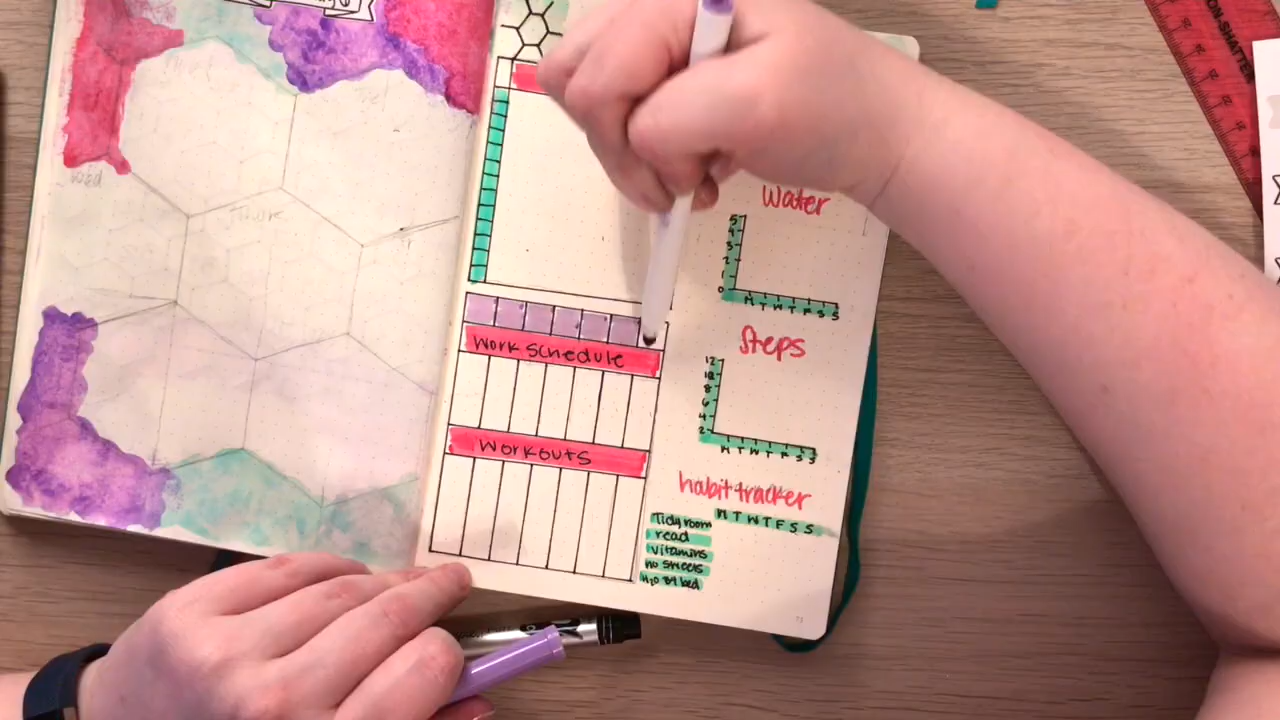 Wed
Thur
Work Schedule
Workouts
Water
5
4
3
2
1
0
M T W T F S S
Steps
12
10
8
6
4
2
M T W T F S S
habit tracker
M T W T F S S
Tidy room
read
vitamins
no sweets
H2O B4 bed